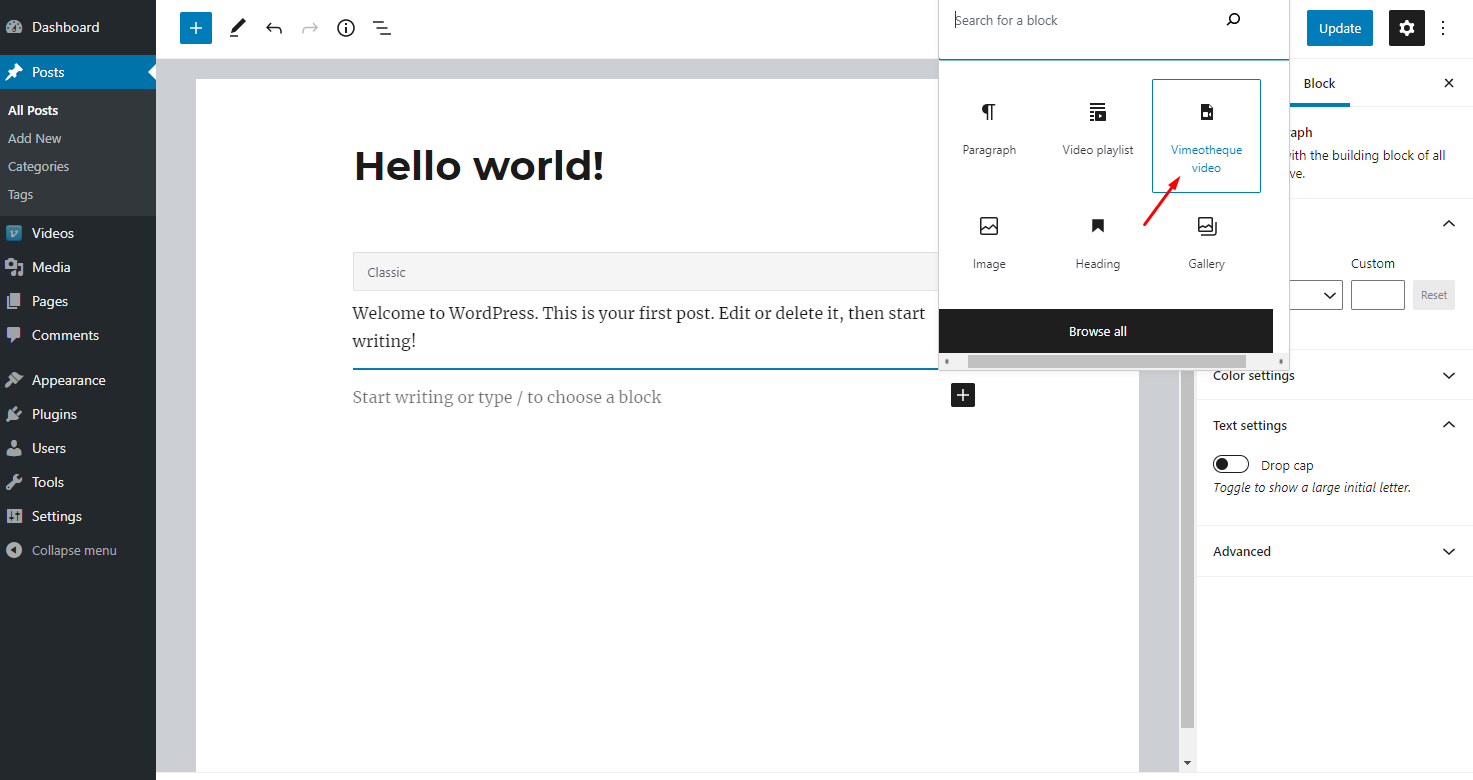 Dashboard
Posts
All Posts
Add New
Categories
Tags
Videos
Media
Pages
Comments
Appearance
Plugins
Users
Tools
Settings
Collapse menu
Hello world!
Classic
Welcome to WordPress. This is your first post. Edit or delete it, then start
writing!
Start writing or type / to choose a block
Search for a block
Paragraph
Video playlist
Vimeotheque
video
Image
Heading
Gallery
Browse all
Update
Block
aph
with the building block of all
ve.
Custom
Reset
Color settings
Text settings
Drop cap
Toggle to show a large initial letter.
Advanced